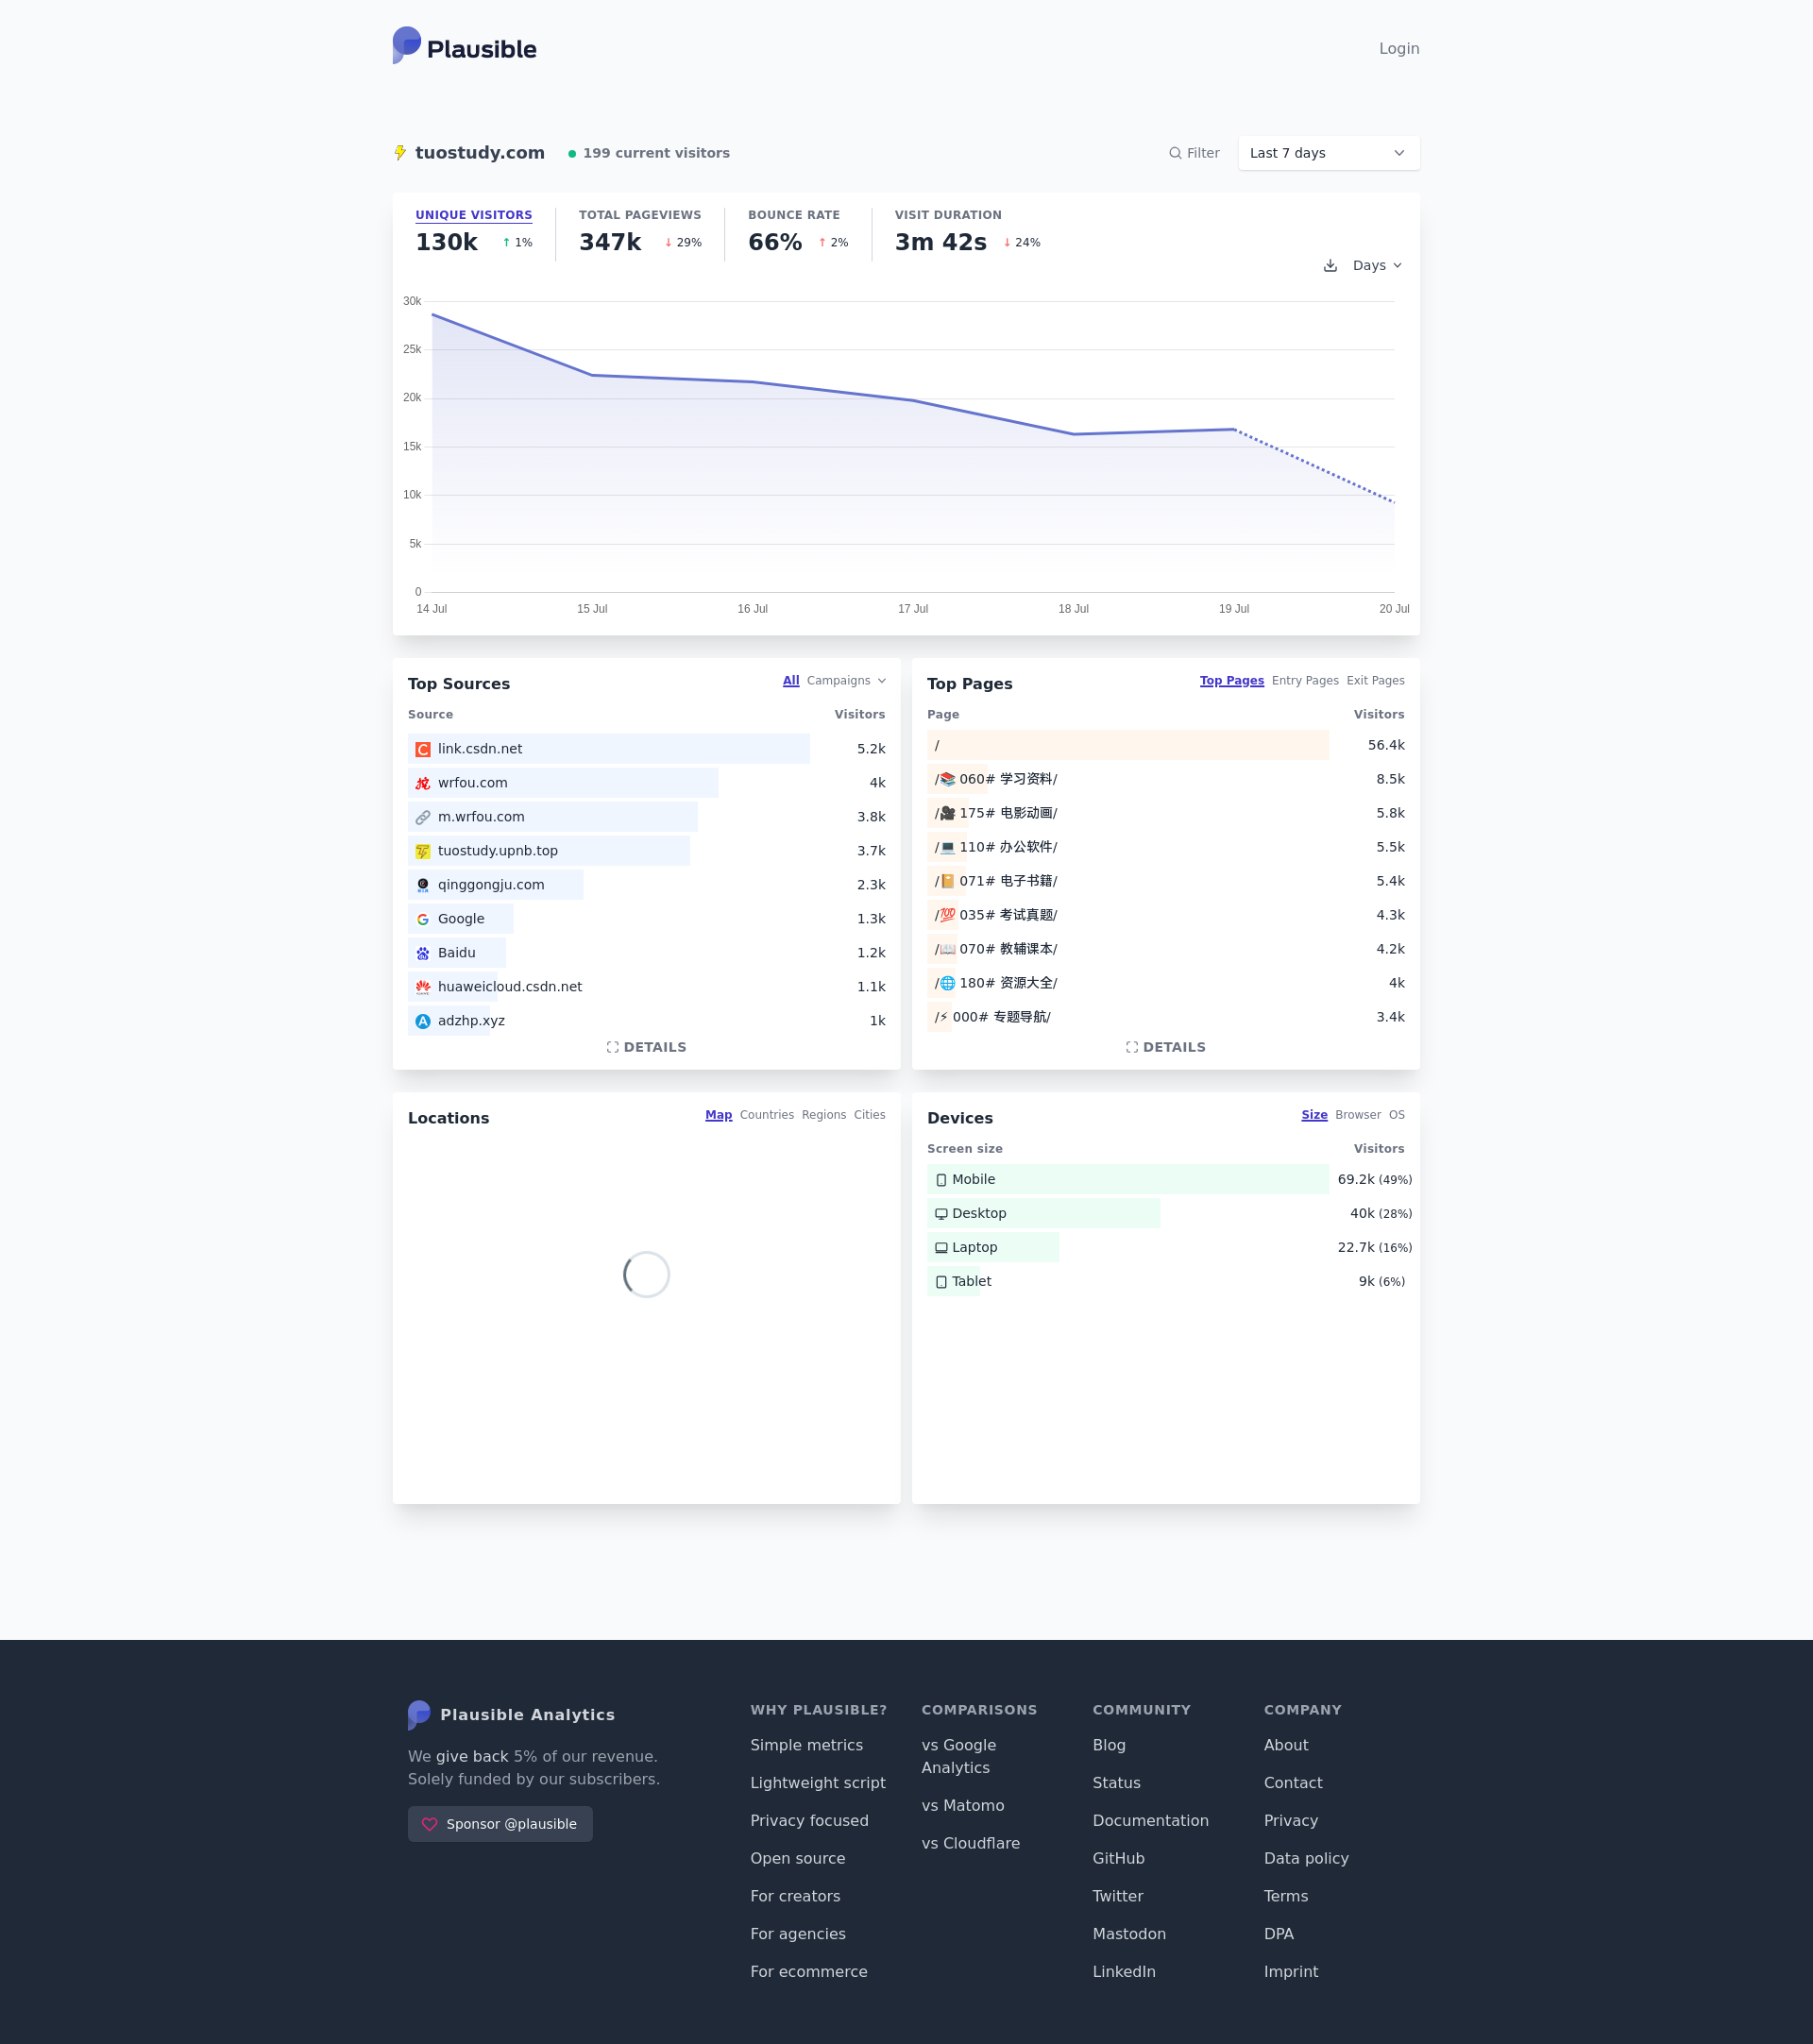 Plausible
Login
tuostudy.com
199 current visitors
Filter
Last 7 days
UNIQUE VISITORS
130k ↑ 1%
TOTAL PAGEVIEWS
347k ↓ 29%
BOUNCE RATE
66% ↑ 2%
VISIT DURATION
3m 42s ↓ 24%
Days
30k
25k
20k
15k
10k
5k
0
14 Jul 15 Jul 16 Jul 17 Jul 18 Jul 19 Jul 20 Jul
Top Sources
All Campaigns
Source Visitors
link.csdn.net 5.2k
wrfou.com 4k
m.wrfou.com 3.8k
tuostudy.upnb.top 3.7k
qinggongju.com 2.3k
Google 1.3k
Baidu 1.2k
huaweicloud.csdn.net 1.1k
adzhp.xyz 1k
DETAILS
Top Pages
Top Pages Entry Pages Exit Pages
Page Visitors
/ 56.4k
/📚 060# 学习资料/ 8.5k
/🎥 175# 电影动画/ 5.8k
/💻 110# 办公软件/ 5.5k
/📔 071# 电子书籍/ 5.4k
/💯 035# 考试真题/ 4.3k
/📖 070# 教辅课本/ 4.2k
/🌐 180# 资源大全/ 4k
/⚡ 000# 专题导航/ 3.4k
DETAILS
Locations
Map Countries Regions Cities
Devices
Size Browser OS
Screen size Visitors
Mobile 69.2k (49%)
Desktop 40k (28%)
Laptop 22.7k (16%)
Tablet 9k (6%)
Plausible Analytics
We give back 5% of our revenue.
Solely funded by our subscribers.
Sponsor @plausible
WHY PLAUSIBLE?
Simple metrics
Lightweight script
Privacy focused
Open source
For creators
For agencies
For ecommerce
COMPARISONS
vs Google
Analytics
vs Matomo
vs Cloudflare
COMMUNITY
Blog
Status
Documentation
GitHub
Twitter
Mastodon
LinkedIn
COMPANY
About
Contact
Privacy
Data policy
Terms
DPA
Imprint